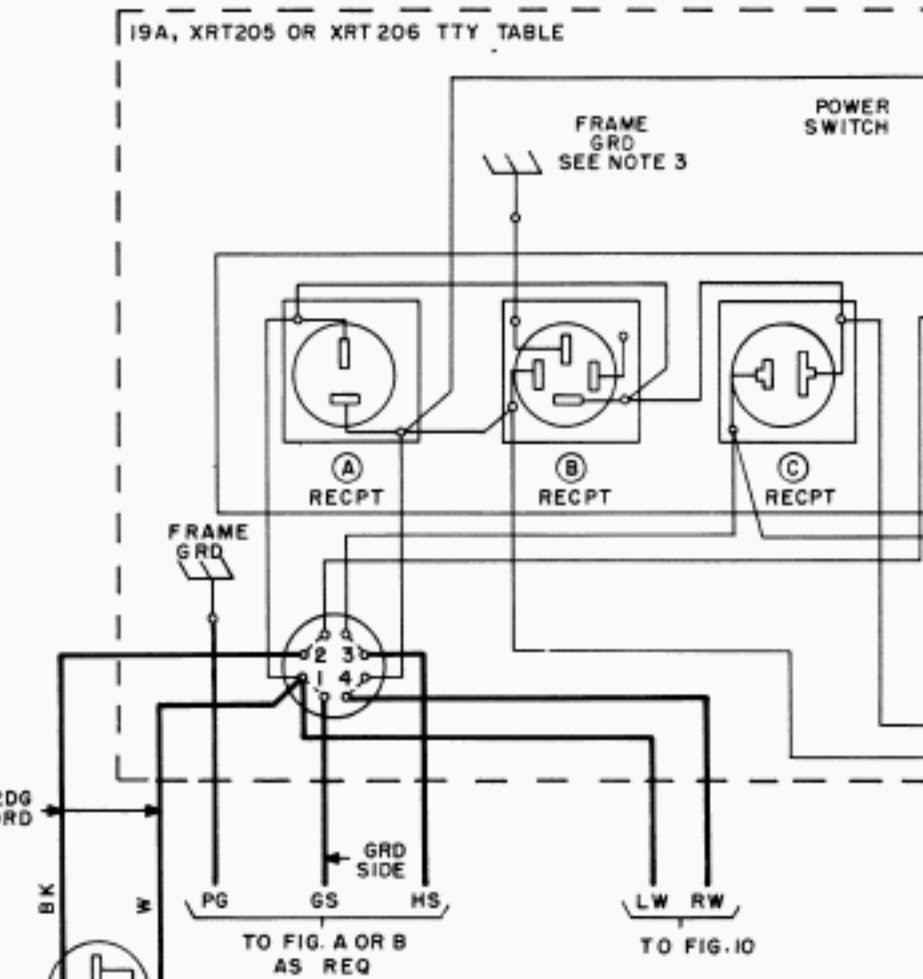 19A, XRT205 OR XRT206 TTY TABLE
POWER
SWITCH
FRAME
GRD
SEE NOTE 3
A
RECPT
B
RECPT
C
RECPT
FRAME
GRD
2 3
1 4
2DG
GRD
SIDE
BK
W
PG
GS
HS
LW
RW
TO FIG. A OR B
AS REQ
TO FIG. 10